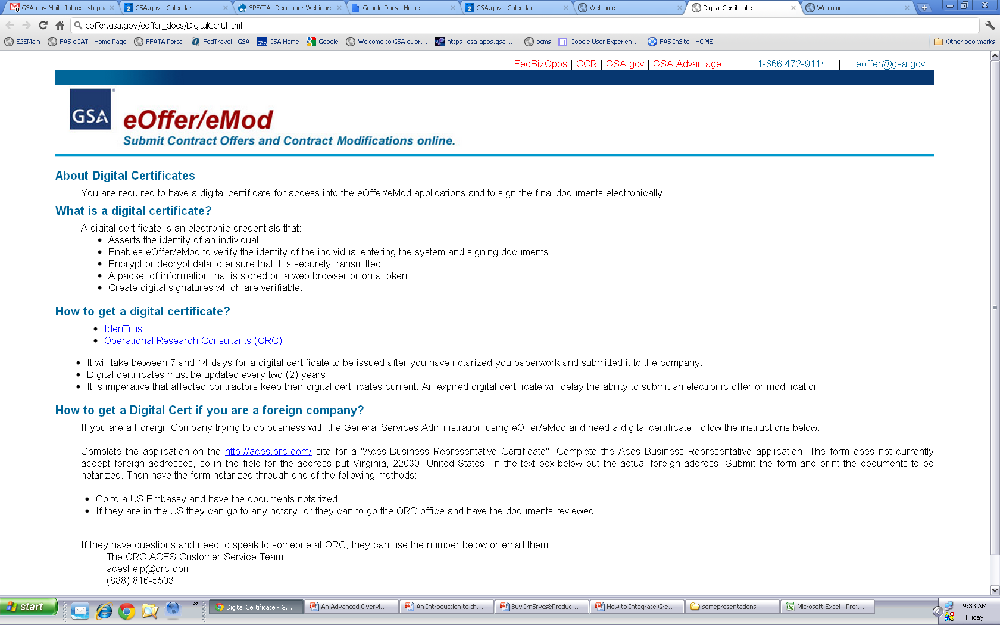 GSA.gov Mail - Inbox - stepha
GSA.gov - Calendar
SPECIAL December Webinar:
Google Docs - Home
GSA.gov - Calendar
Welcome
Digital Certificate
Welcome
eoffer.gsa.gov/eoffer_docs/DigitalCert.html
E2EMain
FAS eCAT - Home Page
FFATA Portal
FedTravel - GSA
GSA Home
Google
Welcome to GSA eLibr...
https--gsa-apps.gsa....
ocms
Google User Experien...
FAS InSite - HOME
Other bookmarks
FedBizOpps | CCR | GSA.gov | GSA Advantage! 1-866 472-9114 | eoffer@gsa.gov
GSA
eOffer/eMod
Submit Contract Offers and Contract Modifications online.
About Digital Certificates
You are required to have a digital certificate for access into the eOffer/eMod applications and to sign the final documents electronically.
What is a digital certificate?
A digital certificate is an electronic credentials that:
• Asserts the identity of an individual
• Enables eOffer/eMod to verify the identity of the individual entering the system and signing documents.
• Encrypt or decrypt data to ensure that it is securely transmitted.
• A packet of information that is stored on a web browser or on a token.
• Create digital signatures which are verifiable.
How to get a digital certificate?
• IdenTrust
• Operational Research Consultants (ORC)
• It will take between 7 and 14 days for a digital certificate to be issued after you have notarized you paperwork and submitted it to the company.
• Digital certificates must be updated every two (2) years.
• It is imperative that affected contractors keep their digital certificates current. An expired digital certificate will delay the ability to submit an electronic offer or modification
How to get a Digital Cert if you are a foreign company?
If you are a Foreign Company trying to do business with the General Services Administration using eOffer/eMod and need a digital certificate, follow the instructions below:
Complete the application on the http://aces.orc.com/ site for a "Aces Business Representative Certificate". Complete the Aces Business Representative application. The form does not currently
accept foreign addresses, so in the field for the address put Virginia, 22030, United States. In the text box below put the actual foreign address. Submit the form and print the documents to be
notarized. Then have the form notarized through one of the following methods:
• Go to a US Embassy and have the documents notarized.
• If they are in the US they can go to any notary, or they can to go the ORC office and have the documents reviewed.
If they have questions and need to speak to someone at ORC, they can use the number below or email them.
The ORC ACES Customer Service Team
aceshelp@orc.com
(888) 816-5503
start
Digital Certificate - G...
An Advanced Overvi...
An Introduction to th...
BuyGrnSrvcs&Produc...
How to Integrate Gre...
somepresentations
Microsoft Excel - Proj...
9:33 AM
Friday